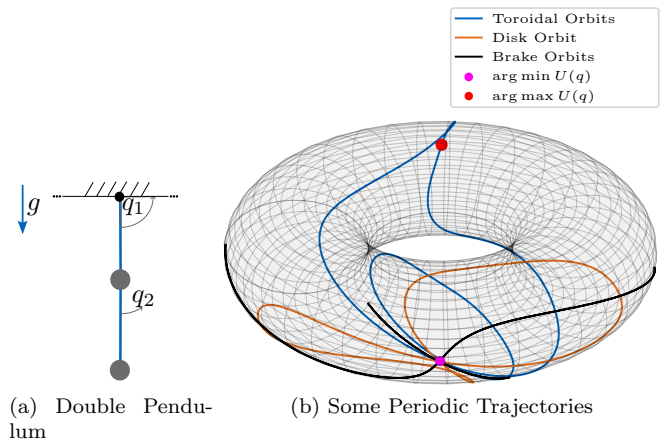 Toroidal Orbits
Disk Orbit
Brake Orbits
arg min U(q)
arg max U(q)
g
q₁
q₂
(a) Double Pendu-
lum
(b) Some Periodic Trajectories